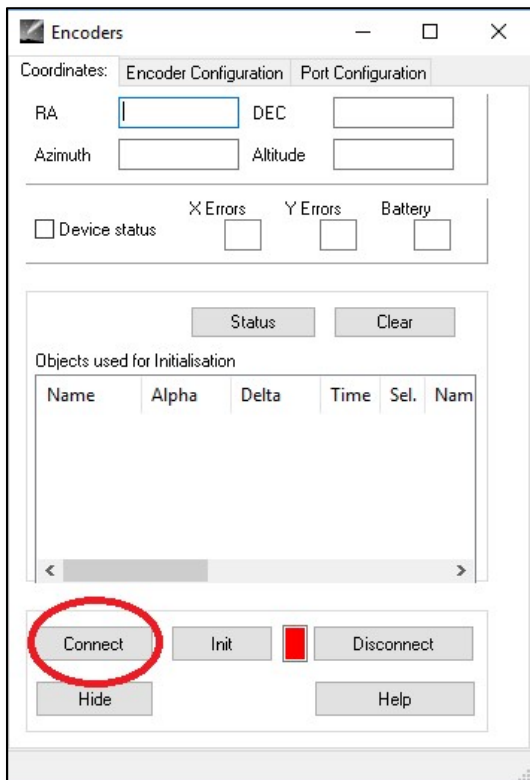 Encoders
Coordinates: Encoder Configuration Port Configuration
RA DEC
Azimuth Altitude
X Errors Y Errors Battery
Device status
Status Clear
Objects used for Initialisation
Name Alpha Delta Time Sel. Nam
Connect Init Disconnect
Hide Help